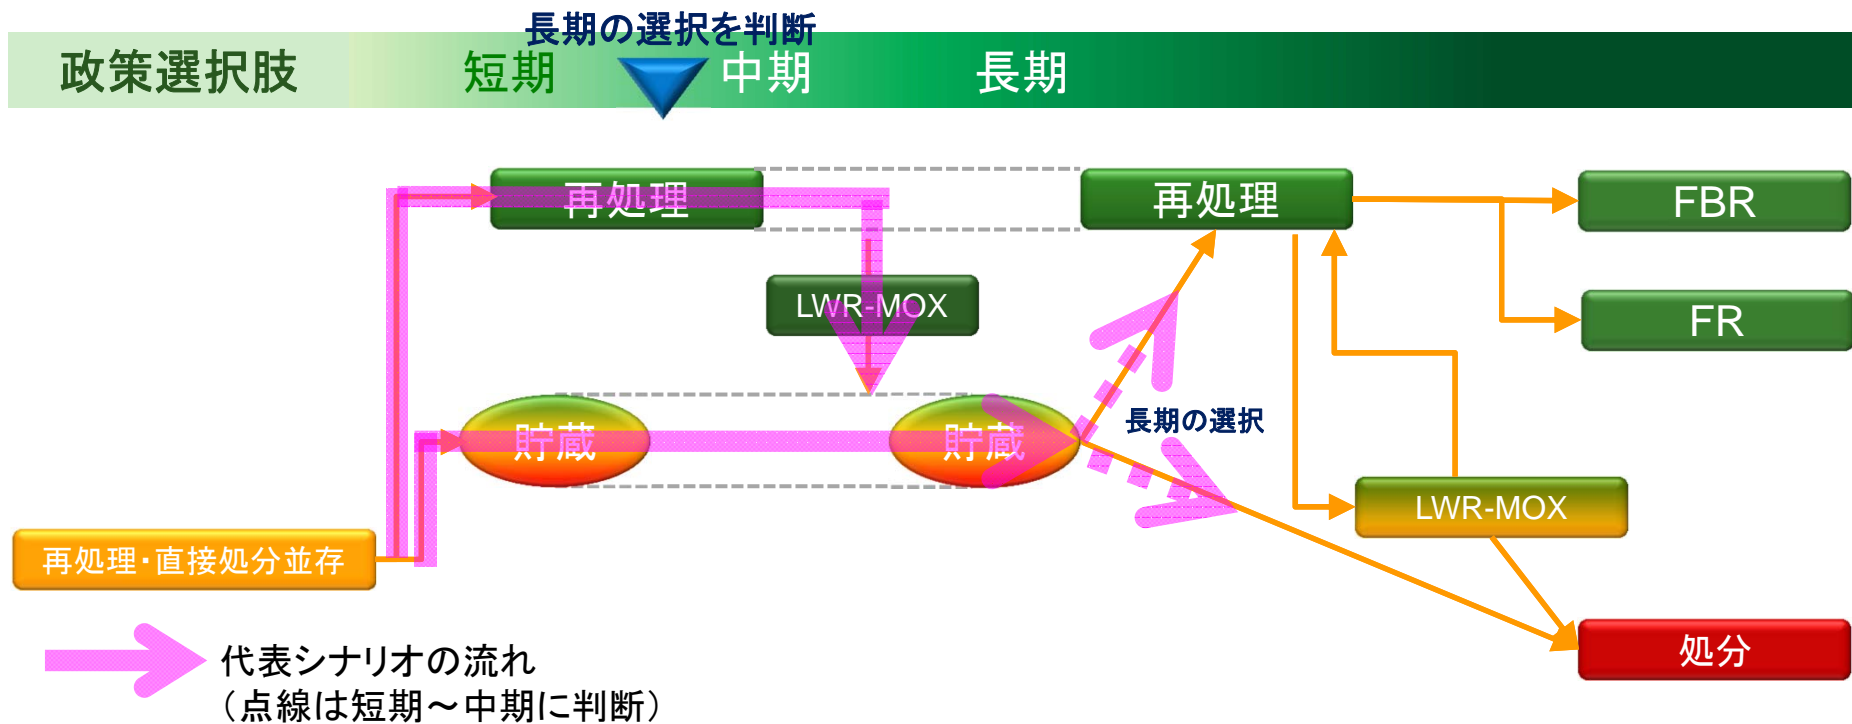 長期の選択を判断
政策選択肢
短期
中期
長期
再処理
再処理
FBR
LWR-MOX
FR
貯蔵
貯蔵
長期の選択
LWR-MOX
再処理・直接処分並存
処分
代表シナリオの流れ
（点線は短期～中期に判断）